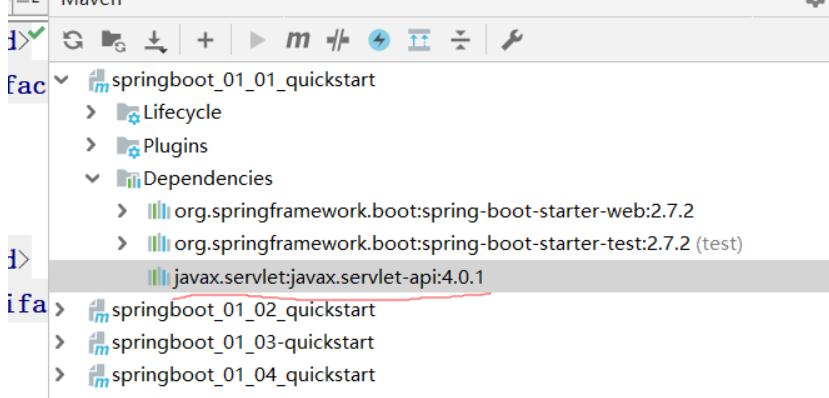 Maven
d>
m
springboot_01_01_quickstart
fac
Lifecycle
Plugins
Dependencies
org.springframework.boot:spring-boot-starter-web:2.7.2
org.springframework.boot:spring-boot-starter-test:2.7.2 (test)
d>
javax.servlet:javax.servlet-api:4.0.1
ifa
springboot_01_02_quickstart
springboot_01_03-quickstart
springboot_01_04_quickstart